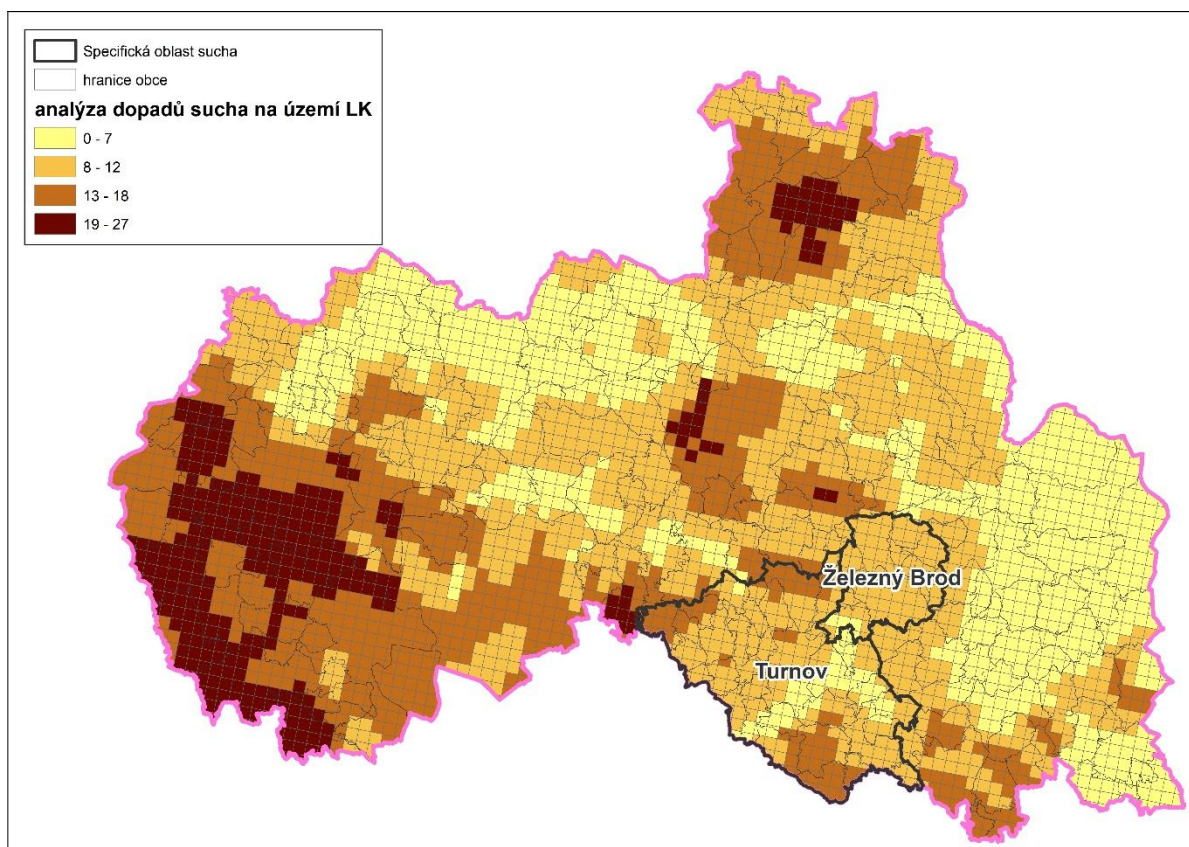 Specifická oblast sucha
hranice obce
analýza dopadů sucha na území LK
0 - 7
8 - 12
13 - 18
19 - 27
Železný Brod
Turnov